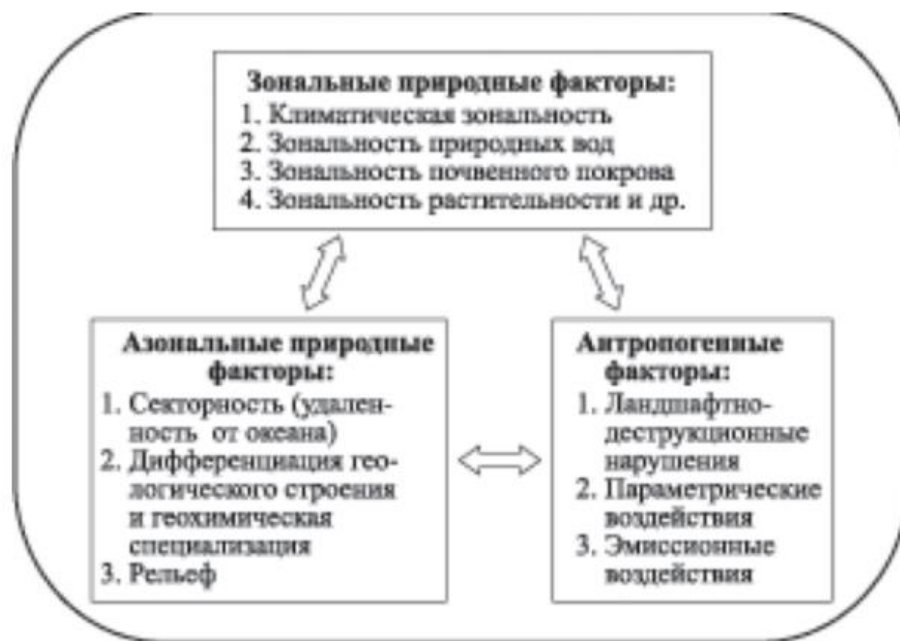 Зональные природные факторы:
1. Климатическая зональность
2. Зональность природных вод
3. Зональность почвенного покрова
4. Зональность растительности и др.
Азональные природные
факторы:
1. Секторность (удален-
ность от океана)
2. Дифференциация гео-
логического строения
и геохимическая
специализация
3. Рельеф
Антропогенные
факторы:
1. Ландшафтно-
деструкционные
нарушения
2. Параметрические
воздействия
3. Эмиссионные
воздействия